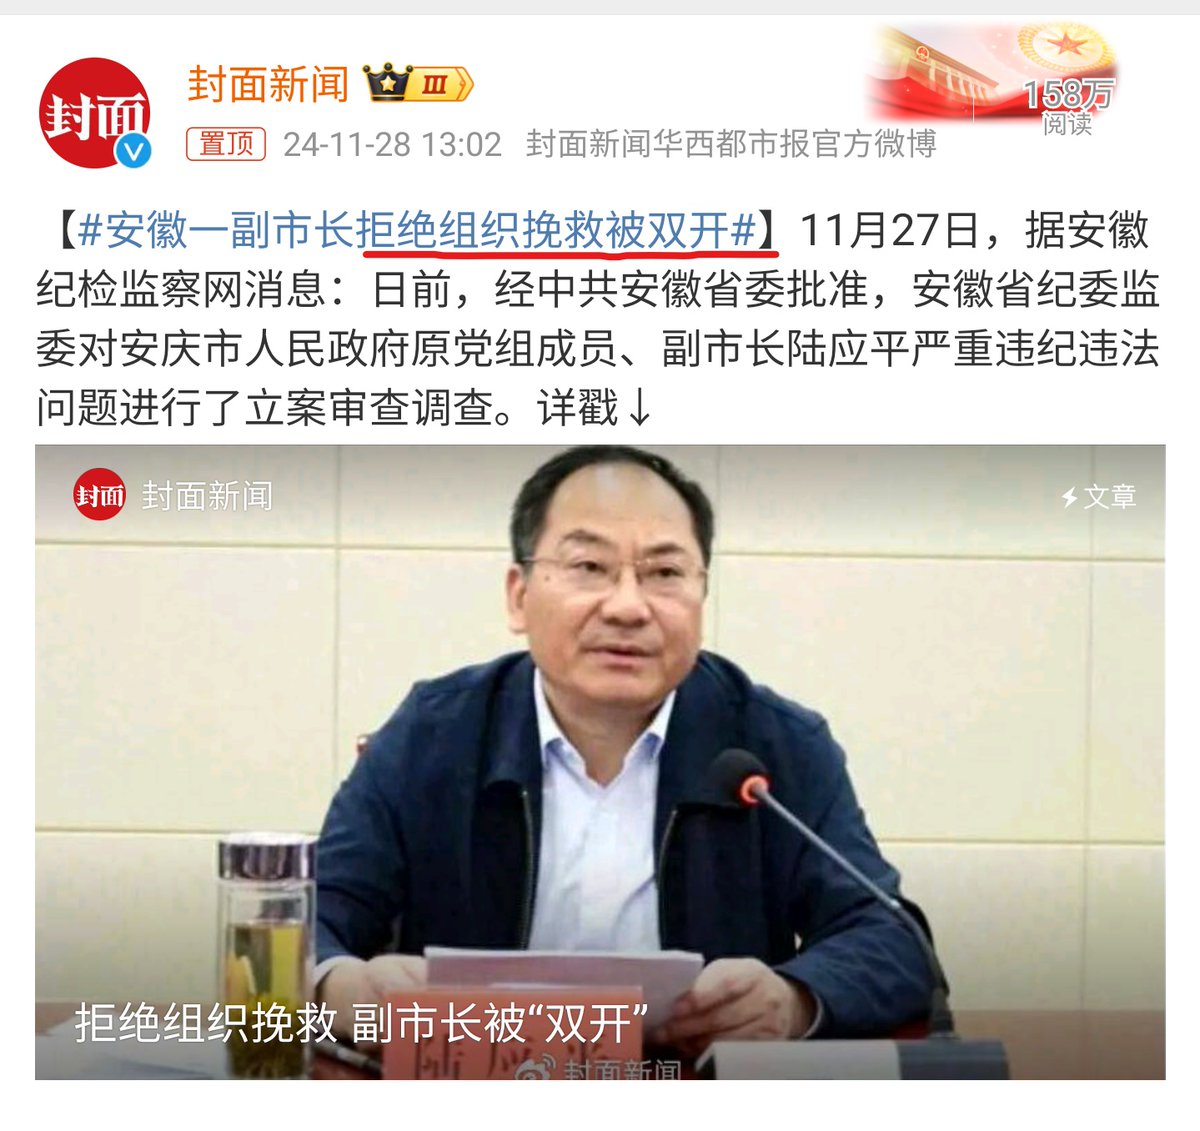 封面
封面新闻 III
158万
阅读
置顶 24-11-28 13:02 封面新闻华西都市报官方微博
【#安徽一副市长拒绝组织挽救被双开#】11月27日，据安徽
纪检监察网消息：日前，经中共安徽省委批准，安徽省纪委监
委对安庆市人民政府原党组成员、副市长陆应平严重违纪违法
问题进行了立案审查调查。详戳↓
封面 封面新闻
文章
拒绝组织挽救 副市长被“双开”
封面新闻